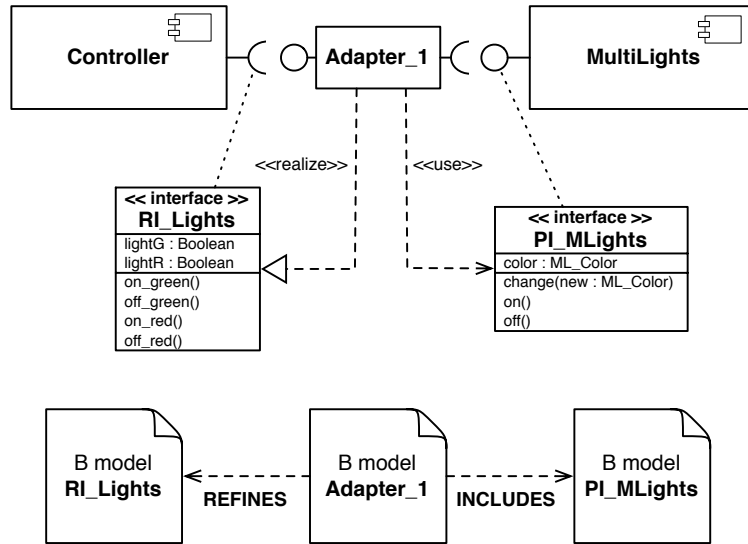 Controller
Adapter_1
MultiLights
<<realize>>
<<use>>
<< interface >>
RI_Lights
lightG : Boolean
lightR : Boolean
on_green()
off_green()
on_red()
off_red()
<< interface >>
PI_MLights
color : ML_Color
change(new : ML_Color)
on()
off()
B model
RI_Lights
REFINES
B model
Adapter_1
INCLUDES
B model
PI_MLights